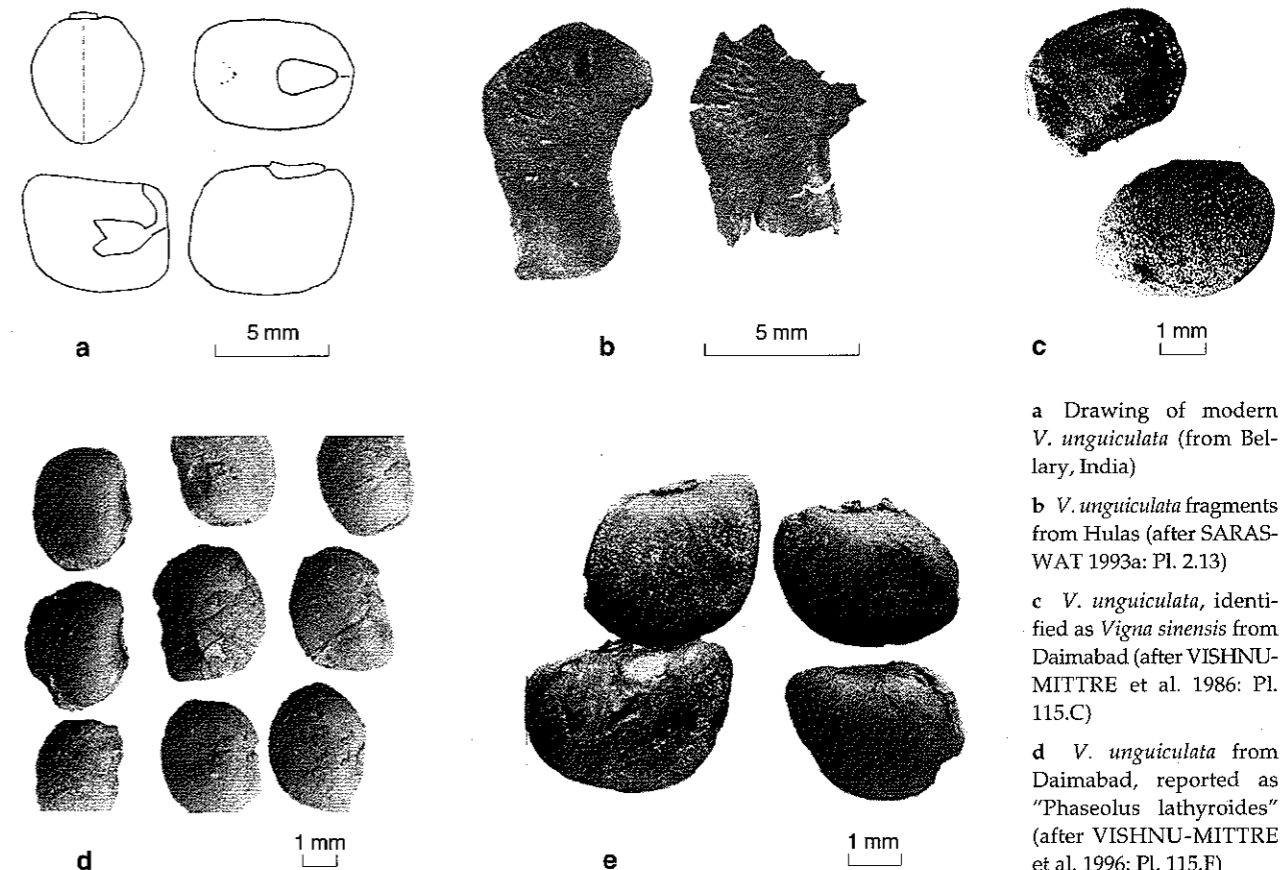 5 mm
a
5 mm
b
1 mm
c
a Drawing of modern
V. unguiculata (from Bel-
lary, India)
b V. unguiculata fragments
from Hulas (after SARAS-
WAT 1993a: Pl. 2.13)
c V. unguiculata, identi-
fied as Vigna sinensis from
Daimabad (after VISHNU-
MITTRE et al. 1986: Pl.
115.C)
d V. unguiculata from
Daimabad, reported as
"Phaseolus lathyroides"
(after VISHNU-MITTRE
et al. 1996: Pl. 115.F)
1 mm
d
1 mm
e